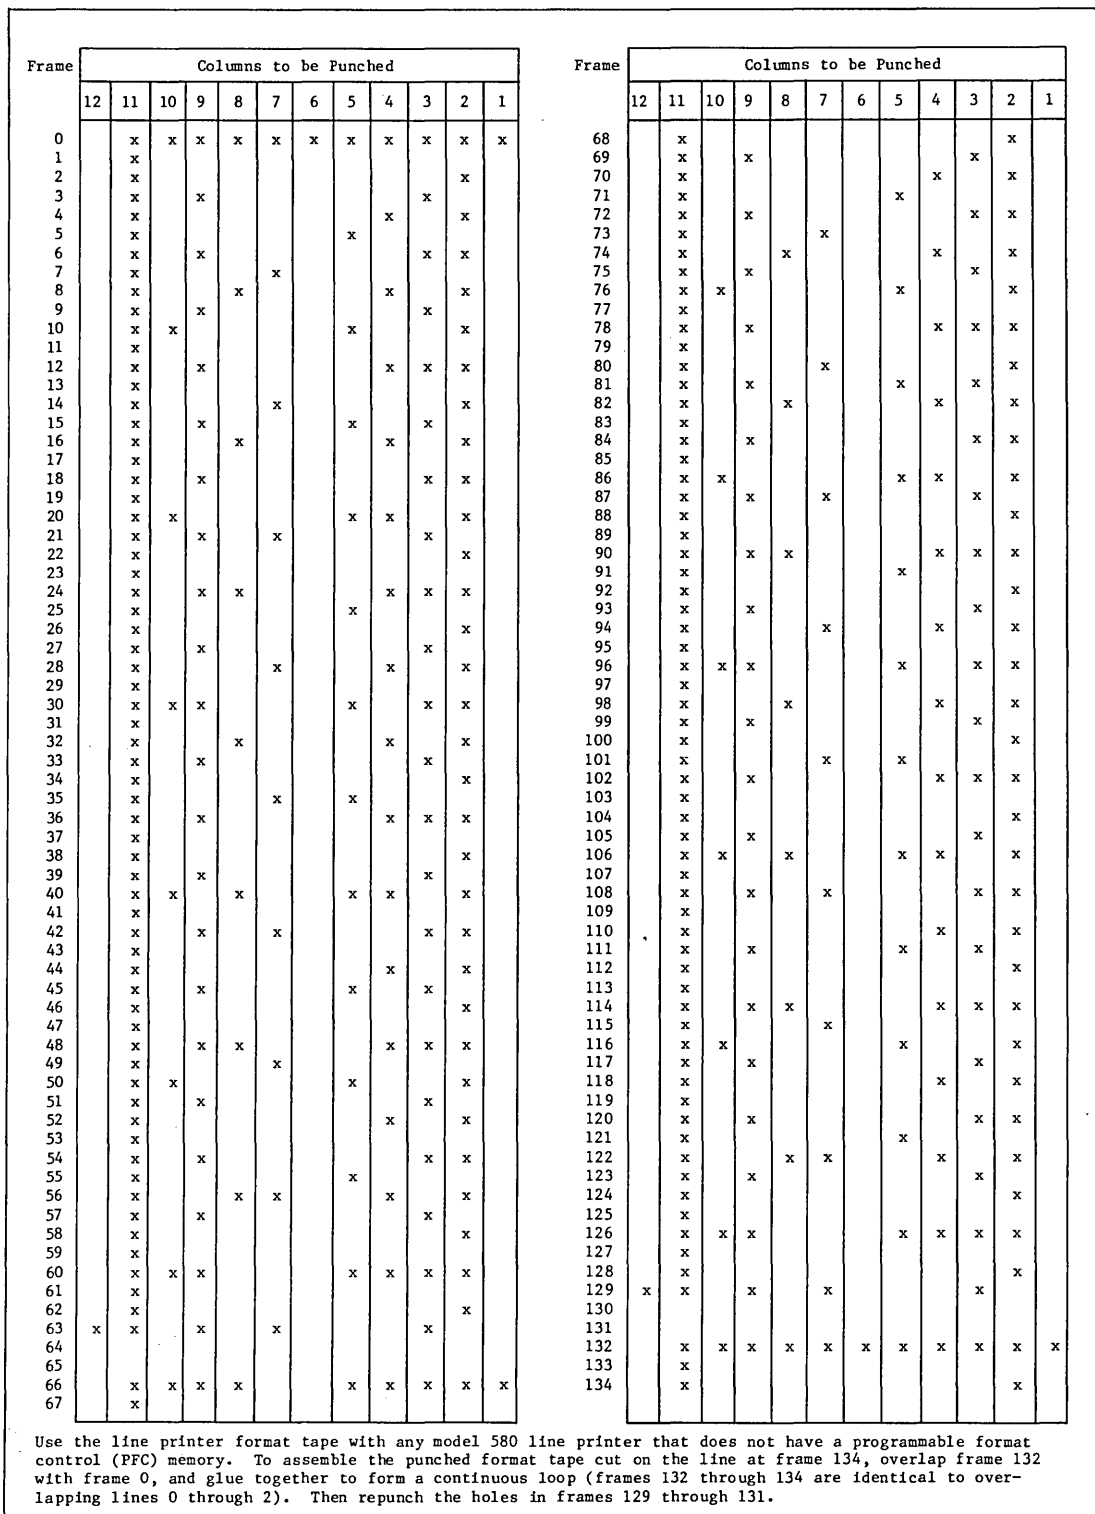 Frame Columns to be Punched
12 11 10 9 8 7 6 5 4 3 2 1
0 x x x x x x x x x x x
1 x
2 x x
3 x x x
4 x x x
5 x x
6 x x x x
7 x x
8 x x x x
9 x x x
10 x x x x
11 x
12 x x x x x
13 x
14 x x x
15 x x x x
16 x x x x
17 x
18 x x x x
19 x
20 x x x x x
21 x x x x
22 x x
23 x
24 x x x x x x
25 x x
26 x x
27 x x x
28 x x x x
29 x
30 x x x x x x
31 x
32 x x x x
33 x x x
34 x x
35 x x x
36 x x x x x
37 x
38 x x
39 x x x
40 x x x x x x
41 x
42 x x x x x
43 x
44 x x x
45 x x x x
46 x x
47 x
48 x x x x x x
49 x x
50 x x x x
51 x x x
52 x x x
53 x
54 x x x x
55 x x
56 x x x x x
57 x x x
58 x x
59 x
60 x x x x x x x
61 x
62 x x
63 x x x x x
64
65
66 x x x x x x x x x
67 x
Frame Columns to be Punched
12 11 10 9 8 7 6 5 4 3 2 1
68 x x
69 x x x
70 x x x
71 x x
72 x x x x
73 x x
74 x x x x
75 x x x
76 x x x x
77 x
78 x x x x x
79 x
80 x x x
81 x x x x
82 x x x x
83 x
84 x x x x
85 x
86 x x x x x
87 x x x x
88 x x
89 x
90 x x x x x x
91 x x
92 x x
93 x x x
94 x x x x
95 x
96 x x x x x x
97 x
98 x x x x
99 x x x
100 x x
101 x x x
102 x x x x x
103 x
104 x x
105 x x x
106 x x x x x x
107 x
108 x x x x x
109 x
110 x x x
111 x x x x
112 x x
113 x
114 x x x x x x
115 x x
116 x x x x
117 x x x
118 x x x
119 x
120 x x x x
121 x x
122 x x x x x
123 x x x
124 x x
125 x
126 x x x x x x x
127 x
128 x x
129 x x x x x
130
131
132 x x x x x x x x x x x
133 x
134 x x
Use the line printer format tape with any model 580 line printer that does not have a programmable format
control (PFC) memory. To assemble the punched format tape cut on the line at frame 134, overlap frame 132
with frame 0, and glue together to form a continuous loop (frames 132 through 134 are identical to over-
lapping lines 0 through 2). Then repunch the holes in frames 129 through 131.